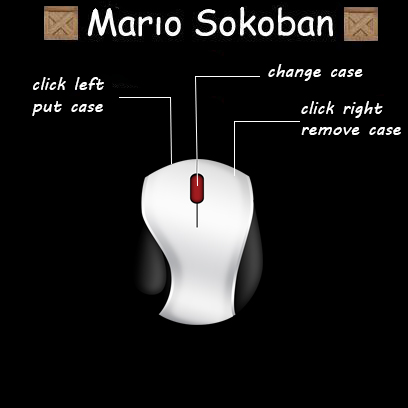 Mario Sokoban
change case
click left
put case
click right
remove case